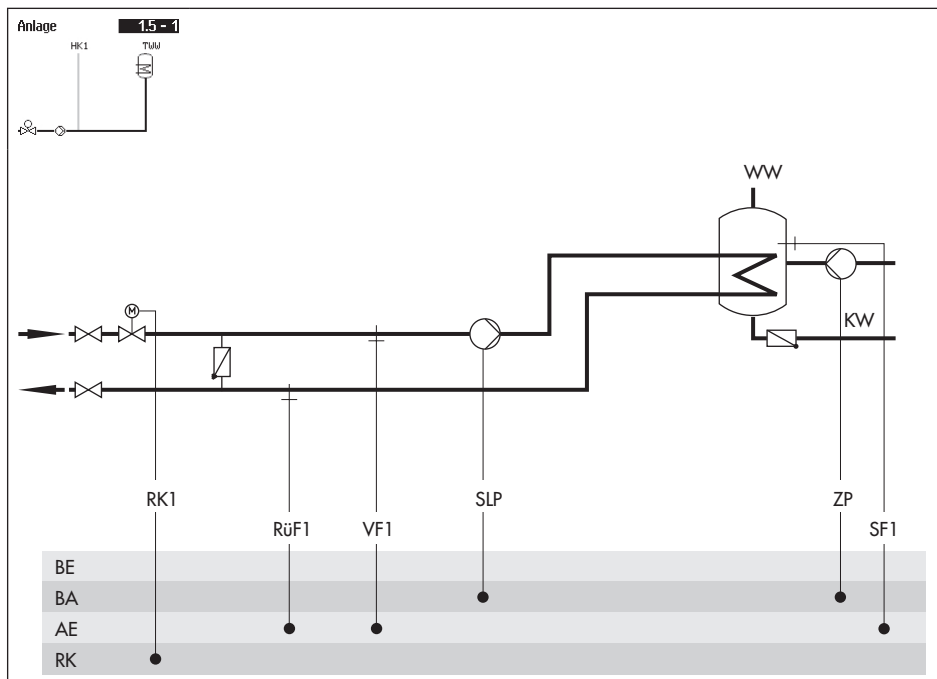 Anlage 1.5 - 1
HK1 TWW
WW
M
KW
RK1 SLP ZP
RüF1 VF1 SF1
BE
BA
AE
RK